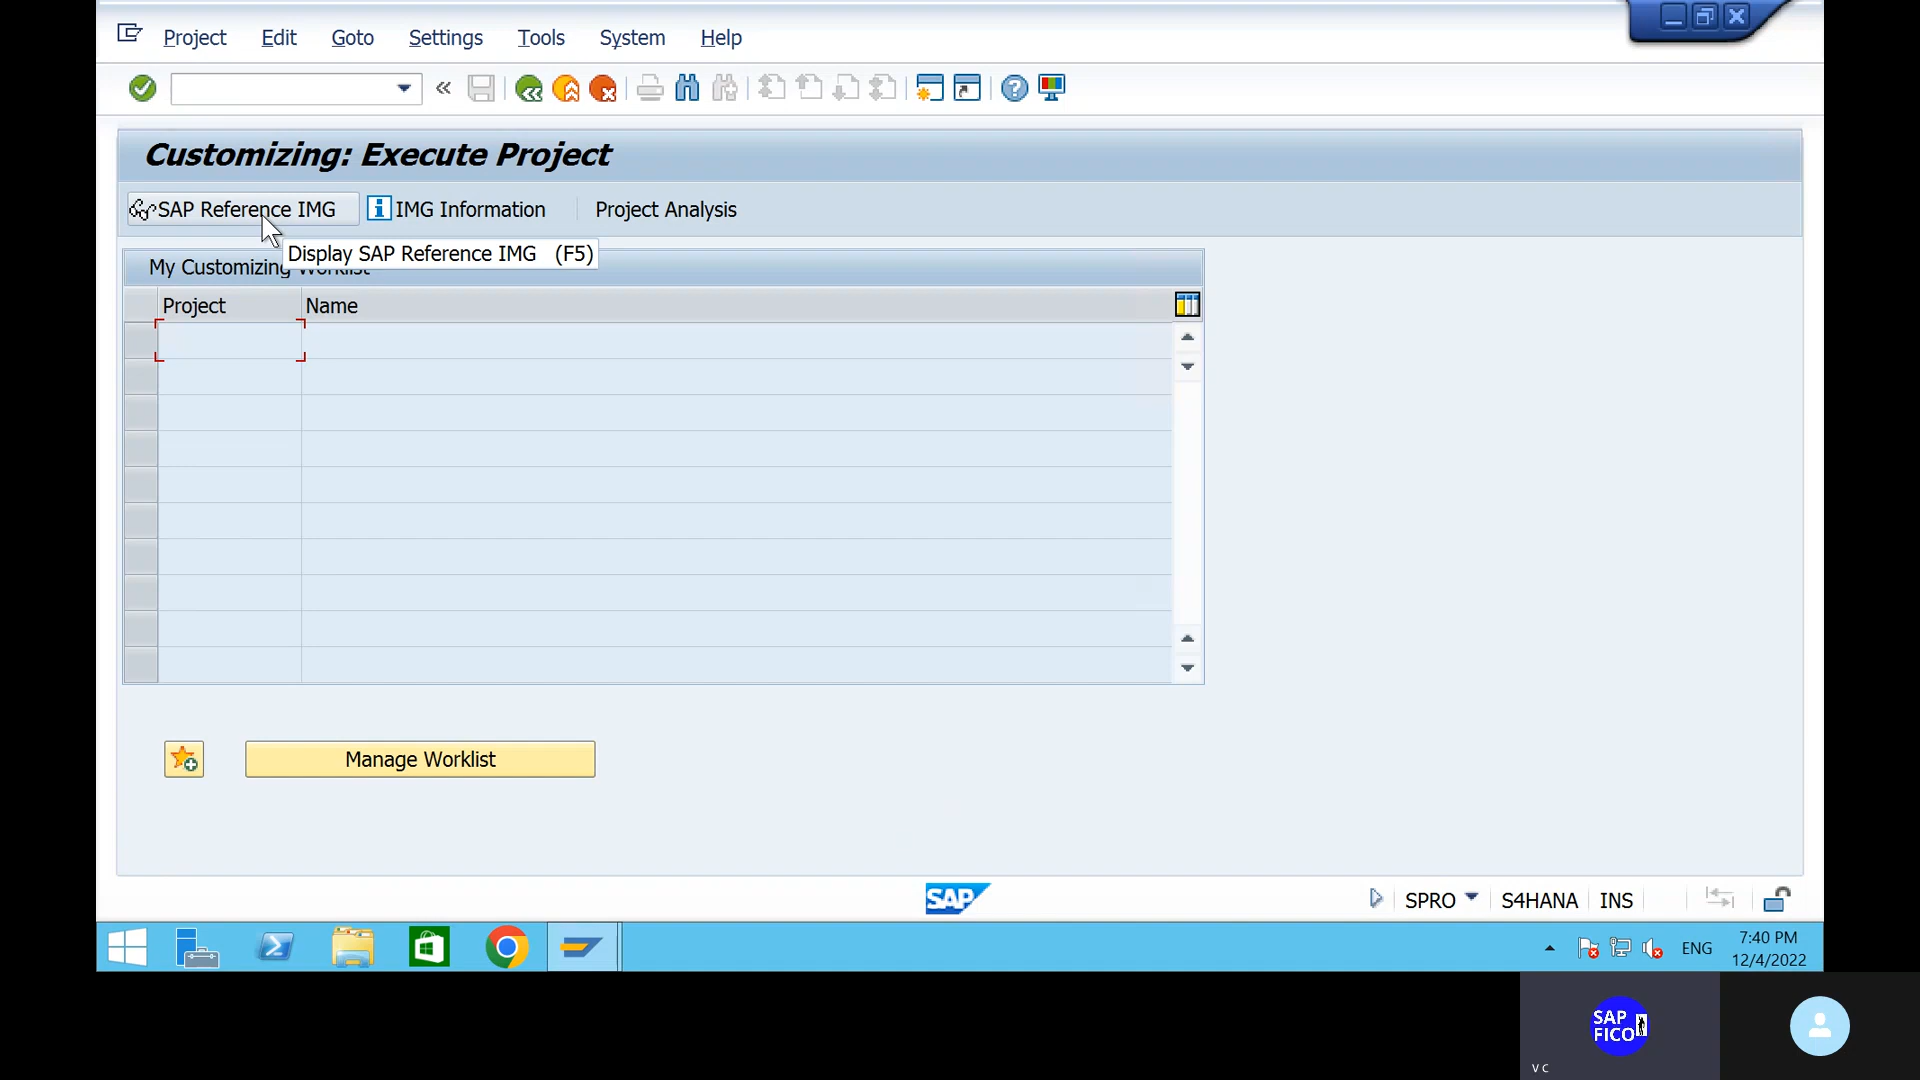 Project Edit Goto Settings Tools System Help
Customizing: Execute Project
SAP Reference IMG IMG Information Project Analysis
Display SAP Reference IMG (F5)
My Customizing Worklist
Project Name
Manage Worklist
SAP SPRO S4HANA INS
ENG 7:40 PM
12/4/2022
SAP
FICO
v c